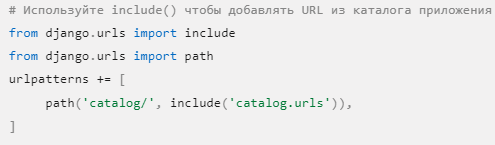 # Используйте include() чтобы добавлять URL из каталога приложения
from django.urls import include
from django.urls import path
urlpatterns += [
     path('catalog/', include('catalog.urls')),
]